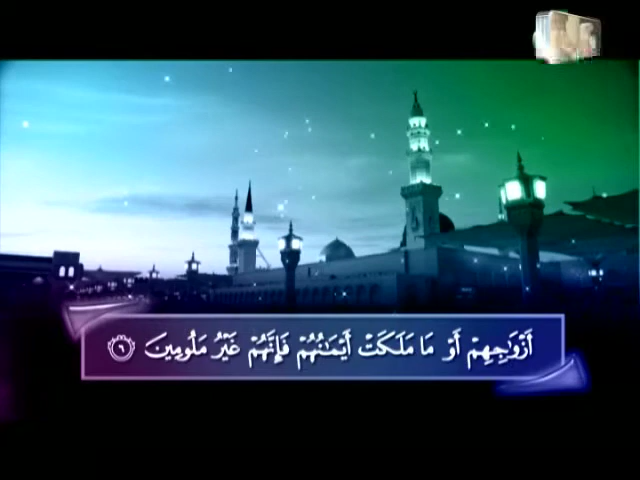 أَزْوَٰجِهِمْ أَوْ مَا مَلَكَتْ أَيْمَـٰنُهُمْ فَإِنَّهُمْ غَيْرُ مَلُومِينَ ٦